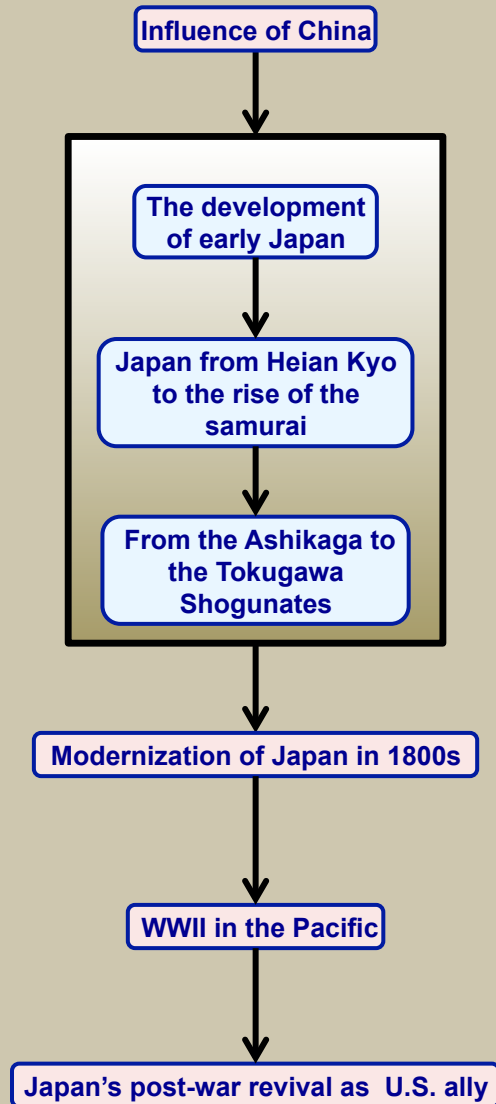 Influence of China
The development
of early Japan
Japan from Heian Kyo
to the rise of the
samurai
From the Ashikaga to
the Tokugawa
Shogunates
Modernization of Japan in 1800s
WWII in the Pacific
Japan’s post-war revival as U.S. ally